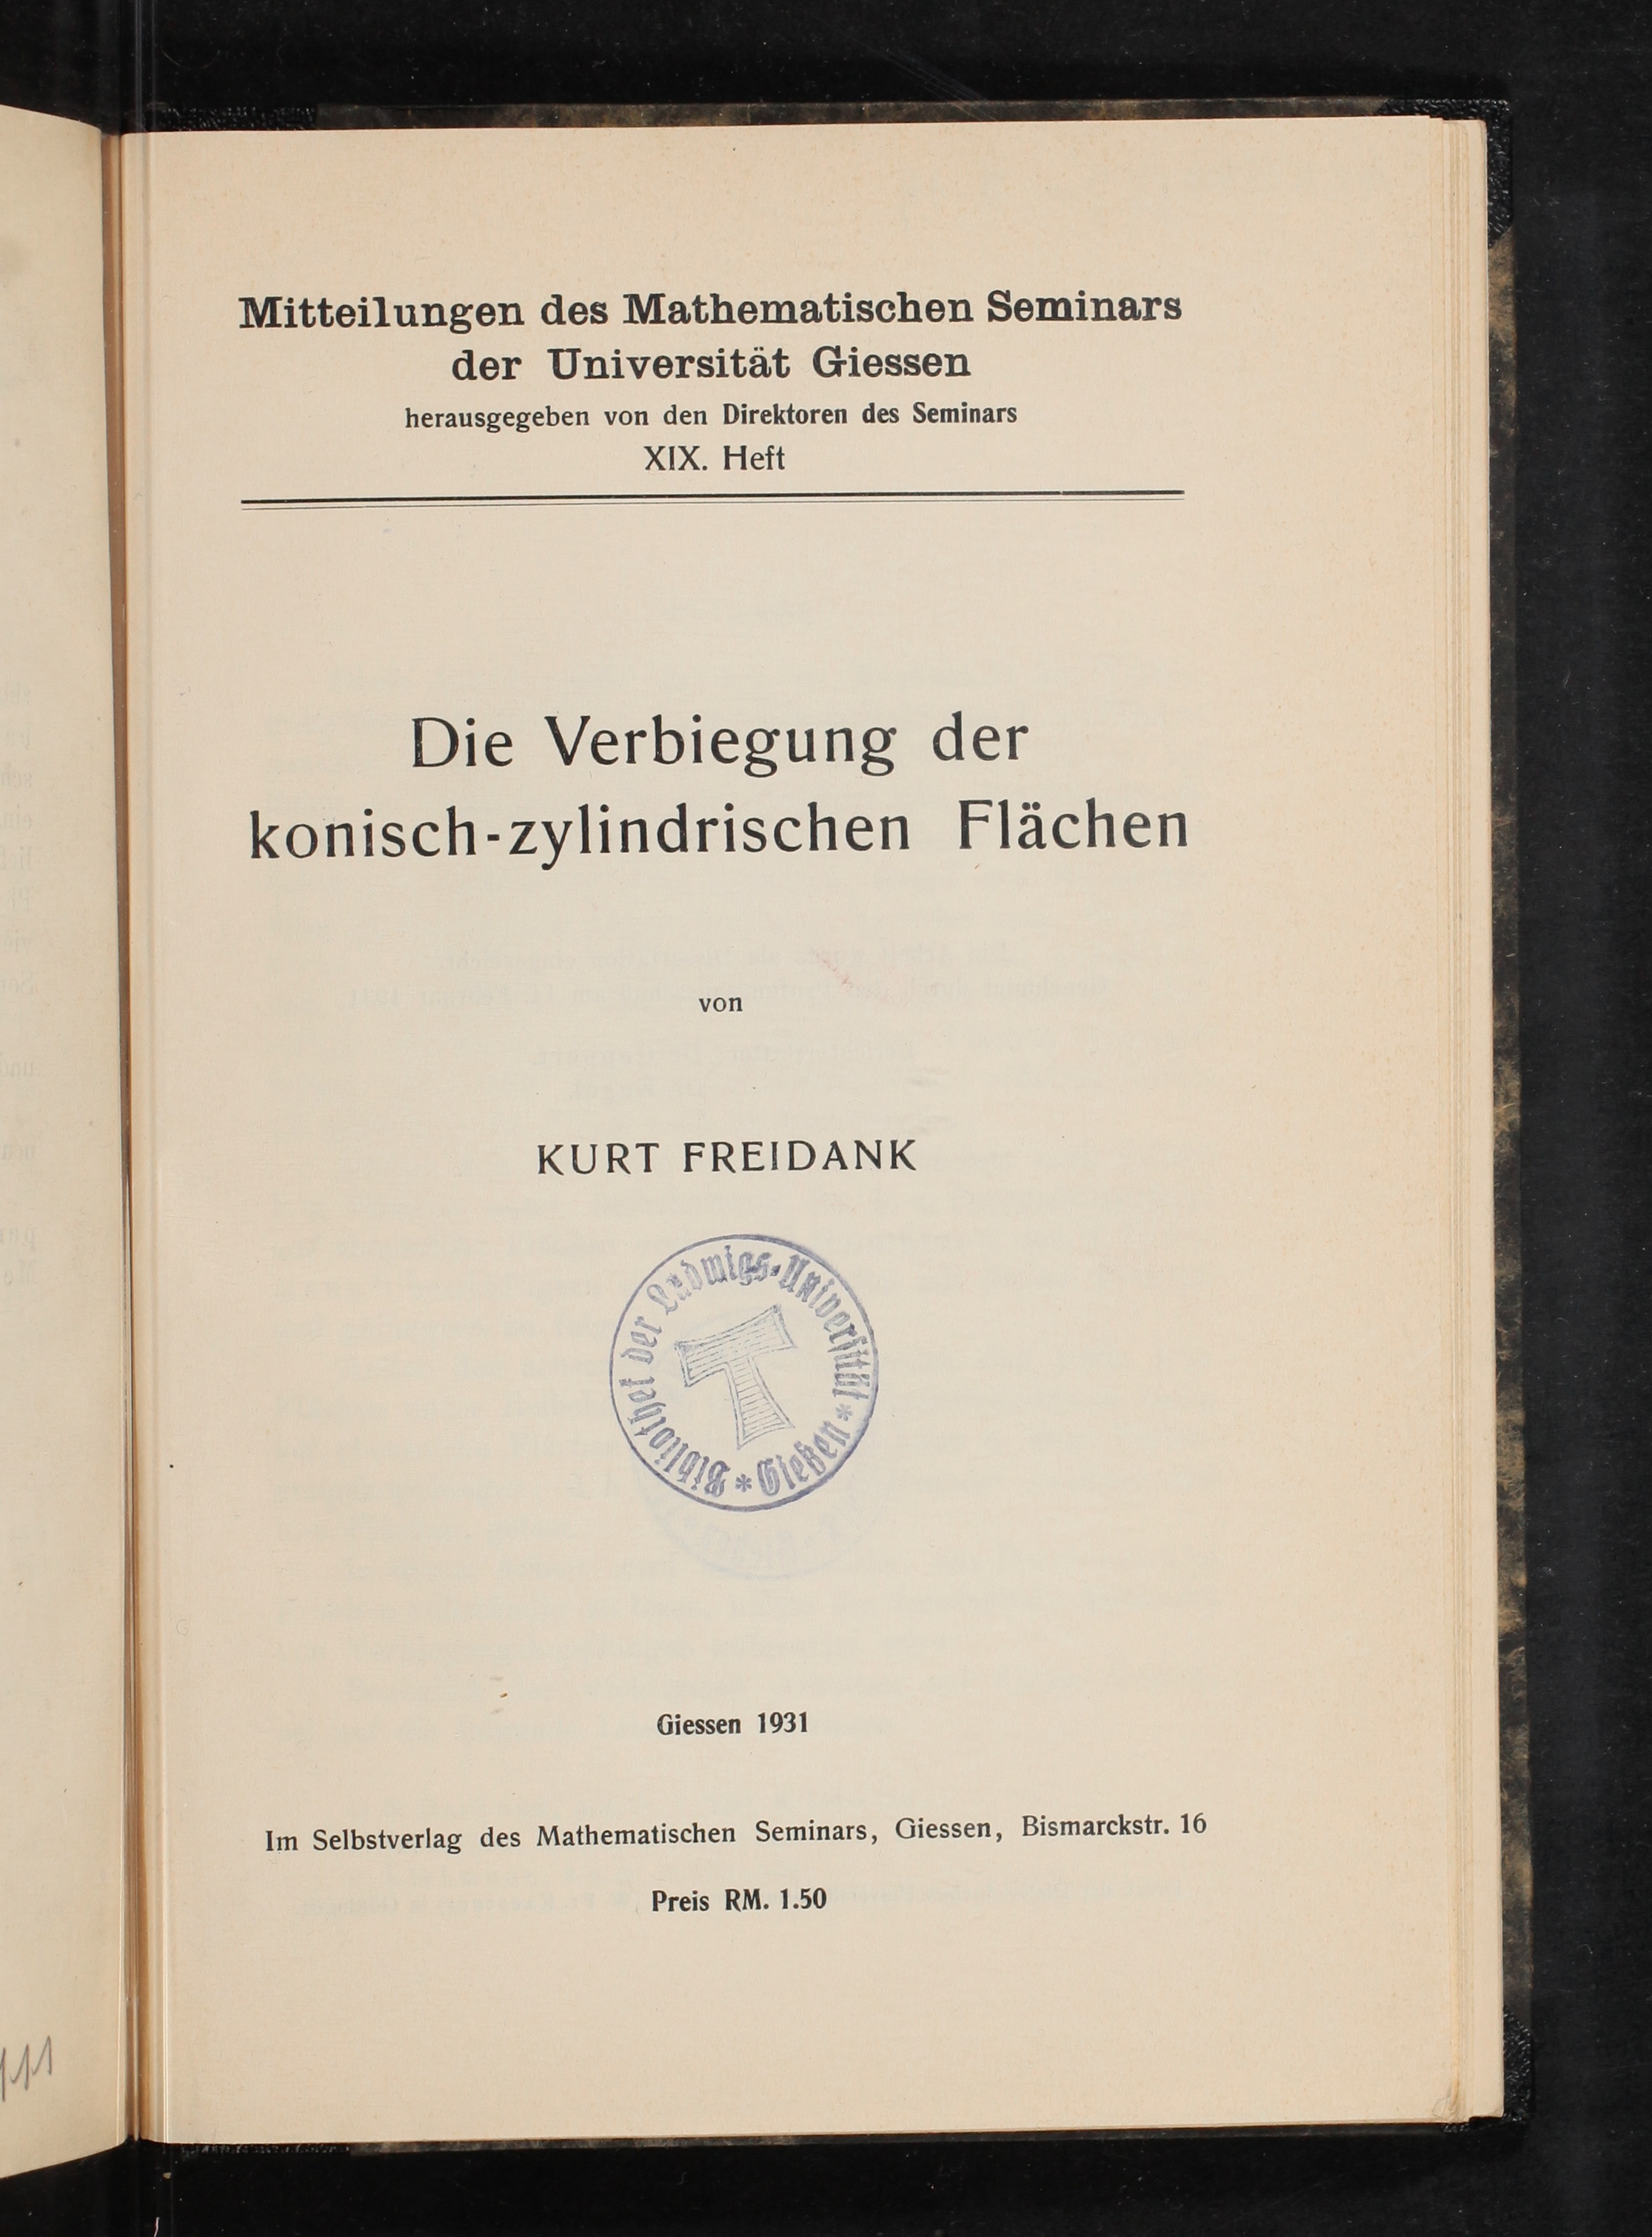 Mitteilungen des Mathematischen Seminars
der Universität Giessen
herausgegeben von den Direktoren des Seminars
XIX. Heft
Die Verbiegung der
konisch-zylindrischen Flächen
von
KURT FREIDANK
Bibliothek der Ludwigs-Universität * Gießen *
Giessen 1931
Im Selbstverlag des Mathematischen Seminars, Giessen, Bismarckstr. 16
Preis RM. 1.50